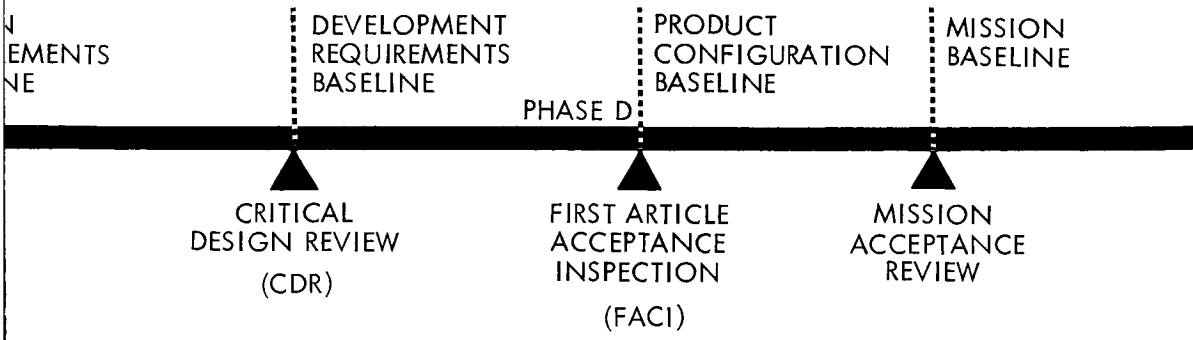 EMENTS
DEVELOPMENT
REQUIREMENTS
BASELINE
PRODUCT
CONFIGURATION
BASELINE
MISSION
BASELINE
PHASE D
CRITICAL
DESIGN REVIEW
(CDR)
FIRST ARTICLE
ACCEPTANCE
INSPECTION
(FACI)
MISSION
ACCEPTANCE
REVIEW